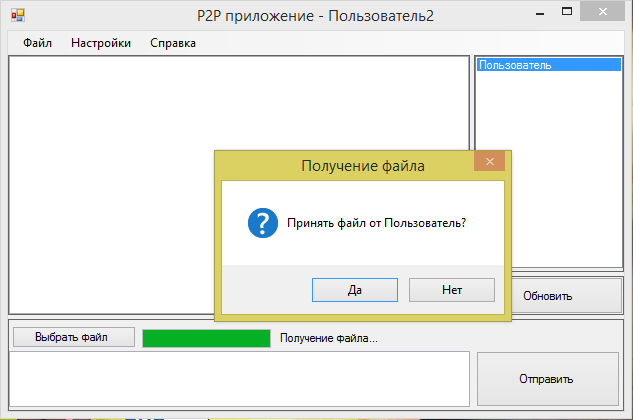 P2P приложение - Пользователь2
Файл Настройки Справка
Пользователь
Получение файла
Принять файл от Пользователь?
Да Нет
Обновить
Выбрать файл Получение файла...
Отправить